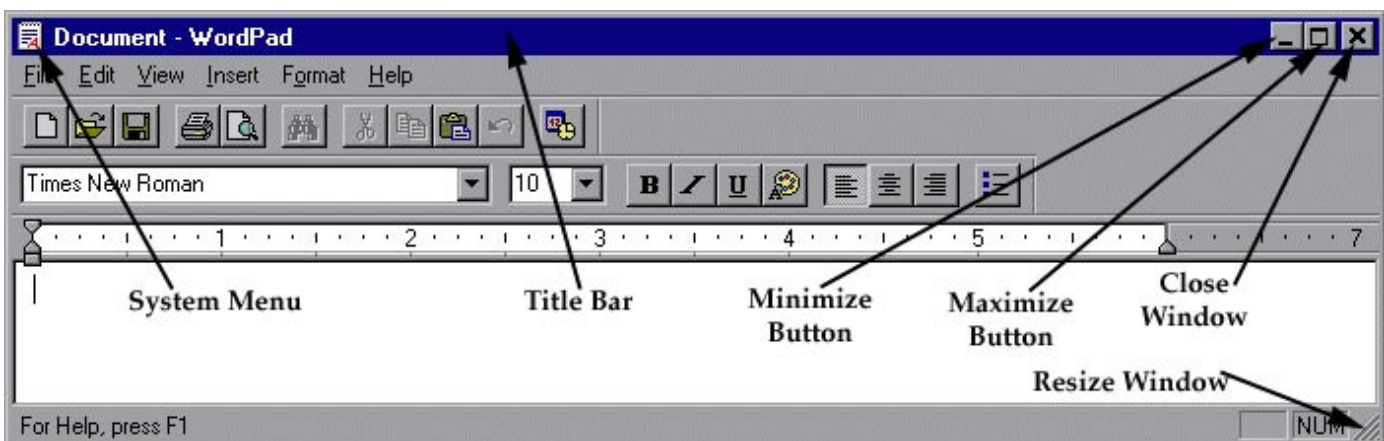 Document - WordPad
File Edit View Insert Format Help
12
Times New Roman 10 B I U A
1 2 3 4 5 7
System Menu Title Bar Minimize Button Maximize Button Close Window
Resize Window
For Help, press F1 NUM